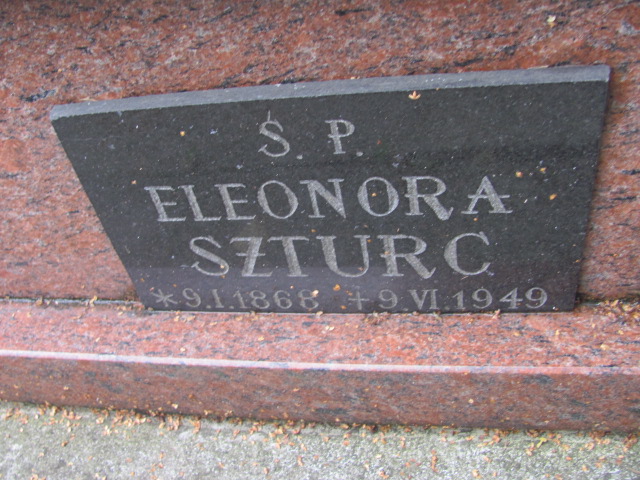 S. P.
ELEONORA
SZTURC
* 9.I.1868 + 9.VI.1949